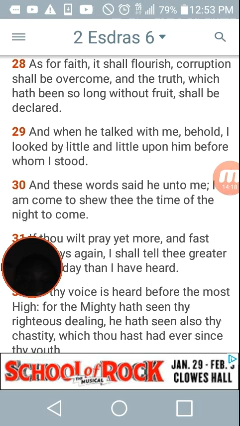 79% 12:53 PM
2 Esdras 6
28 As for faith, it shall flourish, corruption
shall be overcome, and the truth, which
hath been so long without fruit, shall be
declared.
29 And when he talked with me, behold, I
looked by little and little upon him before
whom I stood.
30 And these words said he unto me; I
am come to shew thee the time of the
night to come.
31 If thou wilt pray yet more, and fast
ys again, I shall tell thee greater
day than I have heard.
thy voice is heard before the most
High: for the Mighty hath seen thy
righteous dealing, he hath seen also thy
chastity, which thou hast had ever since
thy youth
14:18
SCHOOL of ROCK
THE MUSICAL
JAN. 29 - FEB. 3
CLOWES HALL